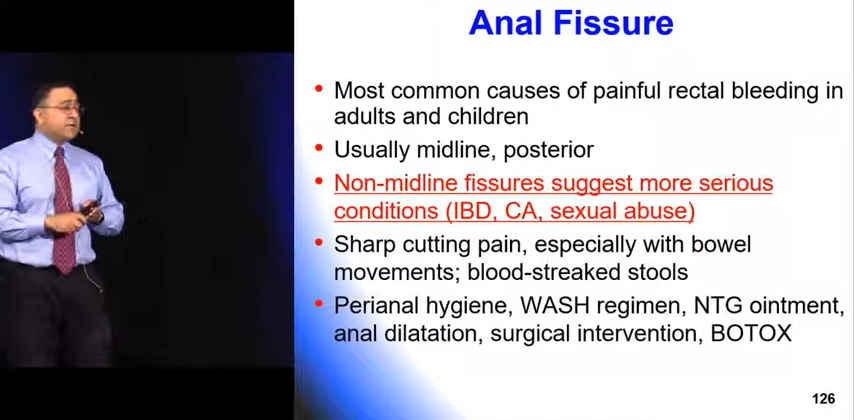 Anal Fissure
• Most common causes of painful rectal bleeding in
adults and children
• Usually midline, posterior
• Non-midline fissures suggest more serious
conditions (IBD, CA, sexual abuse)
• Sharp cutting pain, especially with bowel
movements; blood-streaked stools
• Perianal hygiene, WASH regimen, NTG ointment,
anal dilatation, surgical intervention, BOTOX
126